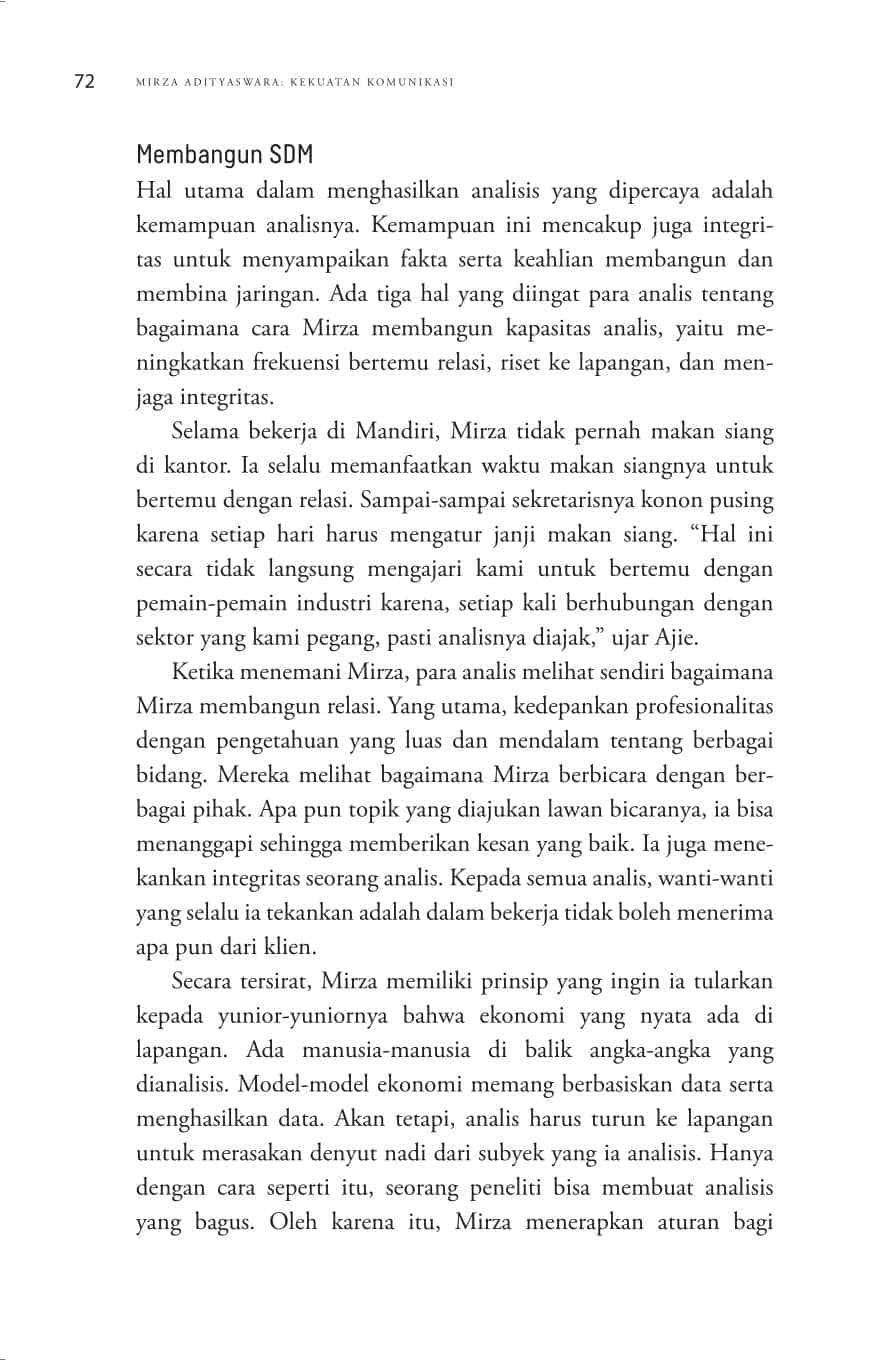 72 MIRZA ADITYASWARA: KEKUATAN KOMUNIKASI
Membangun SDM
Hal utama dalam menghasilkan analisis yang dipercaya adalah
kemampuan analisnya. Kemampuan ini mencakup juga integri-
tas untuk menyampaikan fakta serta keahlian membangun dan
membina jaringan. Ada tiga hal yang diingat para analis tentang
bagaimana cara Mirza membangun kapasitas analis, yaitu me-
ningkatkan frekuensi bertemu relasi, riset ke lapangan, dan men-
jaga integritas.
Selama bekerja di Mandiri, Mirza tidak pernah makan siang
di kantor. Ia selalu memanfaatkan waktu makan siangnya untuk
bertemu dengan relasi. Sampai-sampai sekretarisnya konon pusing
karena setiap hari harus mengatur janji makan siang. “Hal ini
secara tidak langsung mengajari kami untuk bertemu dengan
pemain-pemain industri karena, setiap kali berhubungan dengan
sektor yang kami pegang, pasti analisnya diajak,” ujar Ajie.
Ketika menemani Mirza, para analis melihat sendiri bagaimana
Mirza membangun relasi. Yang utama, kedepankan profesionalitas
dengan pengetahuan yang luas dan mendalam tentang berbagai
bidang. Mereka melihat bagaimana Mirza berbicara dengan ber-
bagai pihak. Apa pun topik yang diajukan lawan bicaranya, ia bisa
menanggapi sehingga memberikan kesan yang baik. Ia juga mene-
kankan integritas seorang analis. Kepada semua analis, wanti-wanti
yang selalu ia tekankan adalah dalam bekerja tidak boleh menerima
apa pun dari klien.
Secara tersirat, Mirza memiliki prinsip yang ingin ia tularkan
kepada yunior-yuniornya bahwa ekonomi yang nyata ada di
lapangan. Ada manusia-manusia di balik angka-angka yang
dianalisis. Model-model ekonomi memang berbasiskan data serta
menghasilkan data. Akan tetapi, analis harus turun ke lapangan
untuk merasakan denyut nadi dari subyek yang ia analisis. Hanya
dengan cara seperti itu, seorang peneliti bisa membuat analisis
yang bagus. Oleh karena itu, Mirza menerapkan aturan bagi